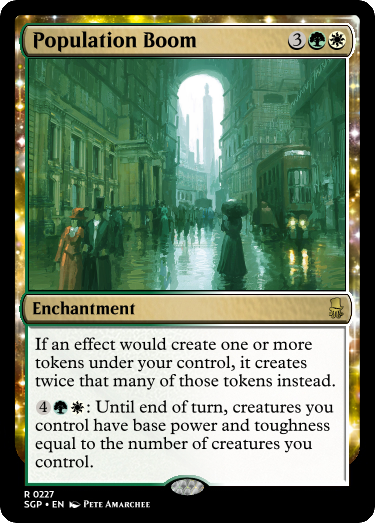 Population Boom 3
Enchantment
If an effect would create one or more
tokens under your control, it creates
twice that many of those tokens instead.
4 : Until end of turn, creatures you
control have base power and toughness
equal to the number of creatures you
control.
R 0227
SGP • EN Pete Amarchee